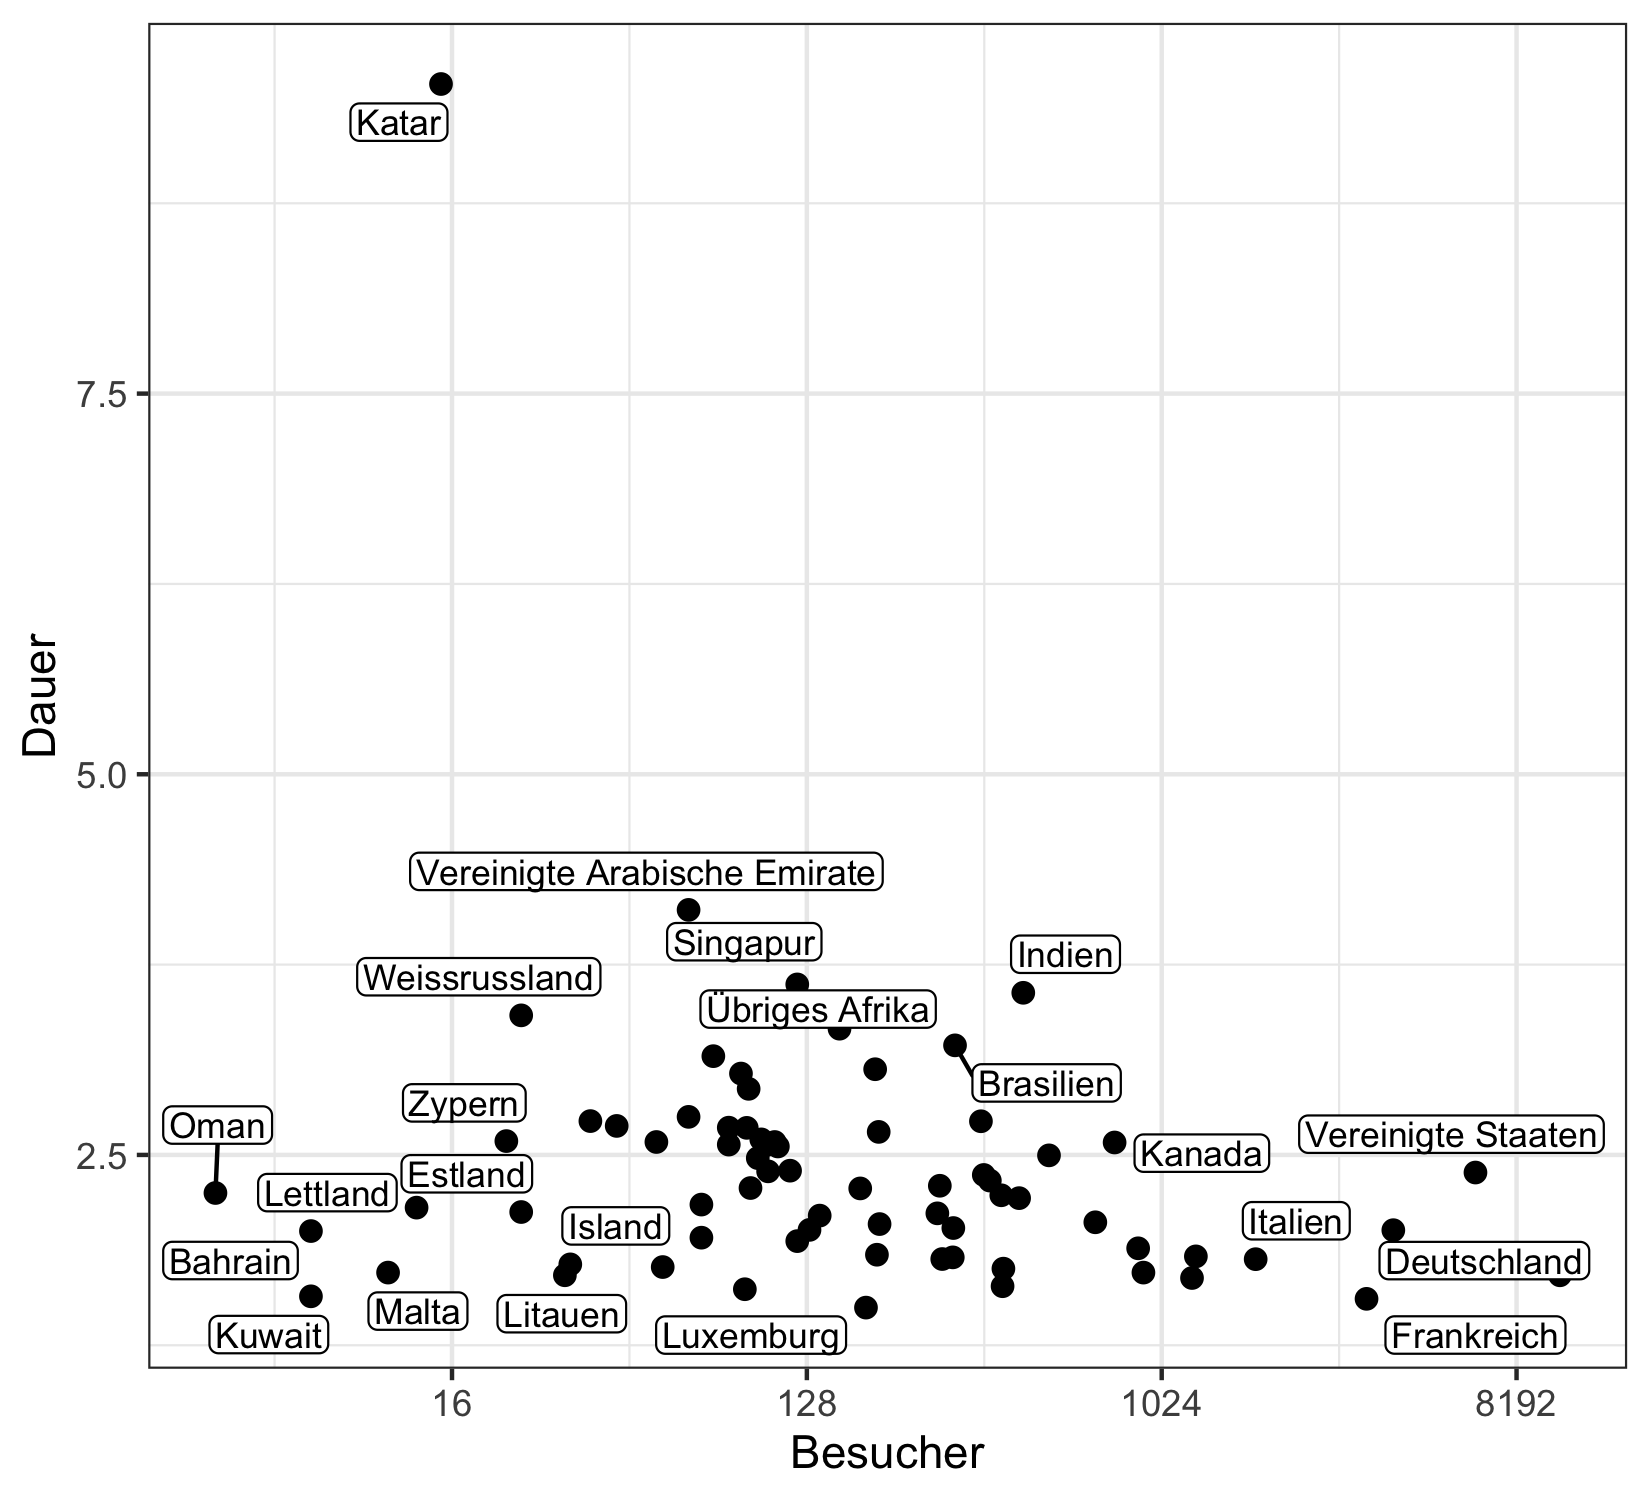 Katar
7.5
5.0
Vereinigte Arabische Emirate
Singapur
Indien
Weissrussland
Übriges Afrika
Brasilien
Zypern
Oman
Vereinigte Staaten
2.5
Kanada
Estland
Lettland
Island
Italien
Bahrain
Deutschland
Malta
Litauen
Kuwait
Luxemburg
Frankreich
16
128
1024
8192
Besucher
Dauer